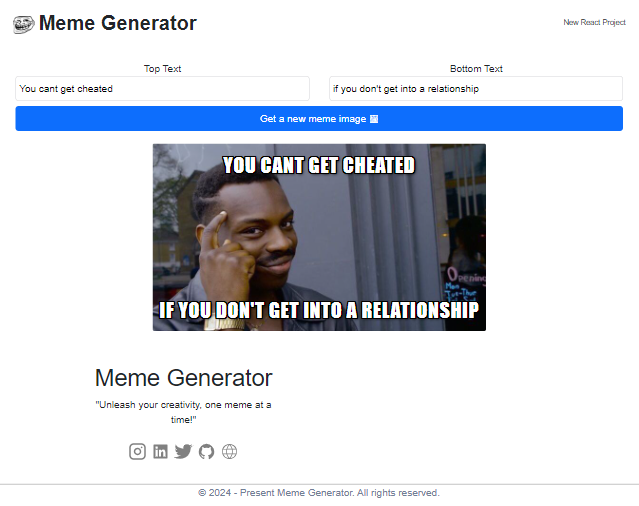 Meme Generator
New React Project
Top Text
Bottom Text
You cant get cheated
if you don't get into a relationship
Get a new meme image
YOU CANT GET CHEATED
Opening
IF YOU DON'T GET INTO A RELATIONSHIP
Meme Generator
"Unleash your creativity, one meme at a
time!"
© 2024 - Present Meme Generator. All rights reserved.